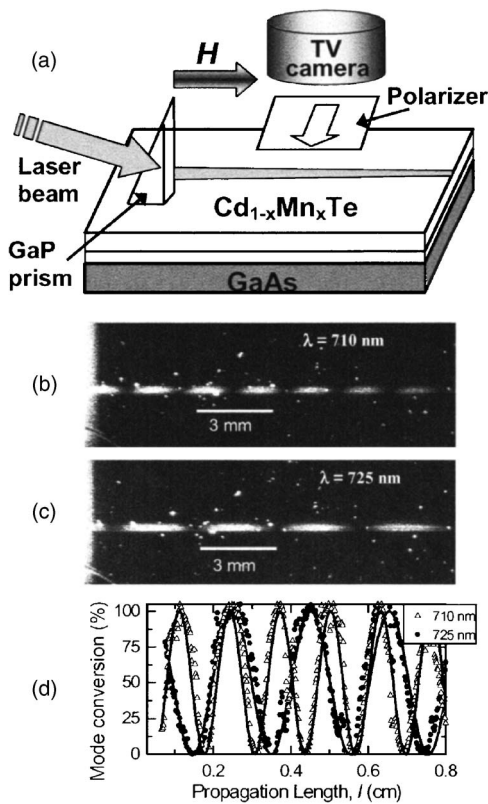 (a)
H
TV
camera
Polarizer
Laser
beam
Cd1-xMnxTe
GaP
prism
GaAs
(b)
λ = 710 nm
3 mm
(c)
λ = 725 nm
3 mm
(d)
Mode conversion (%)
100
75
50
25
0
710 nm
725 nm
0.2 0.4 0.6 0.8
Propagation Length, l (cm)